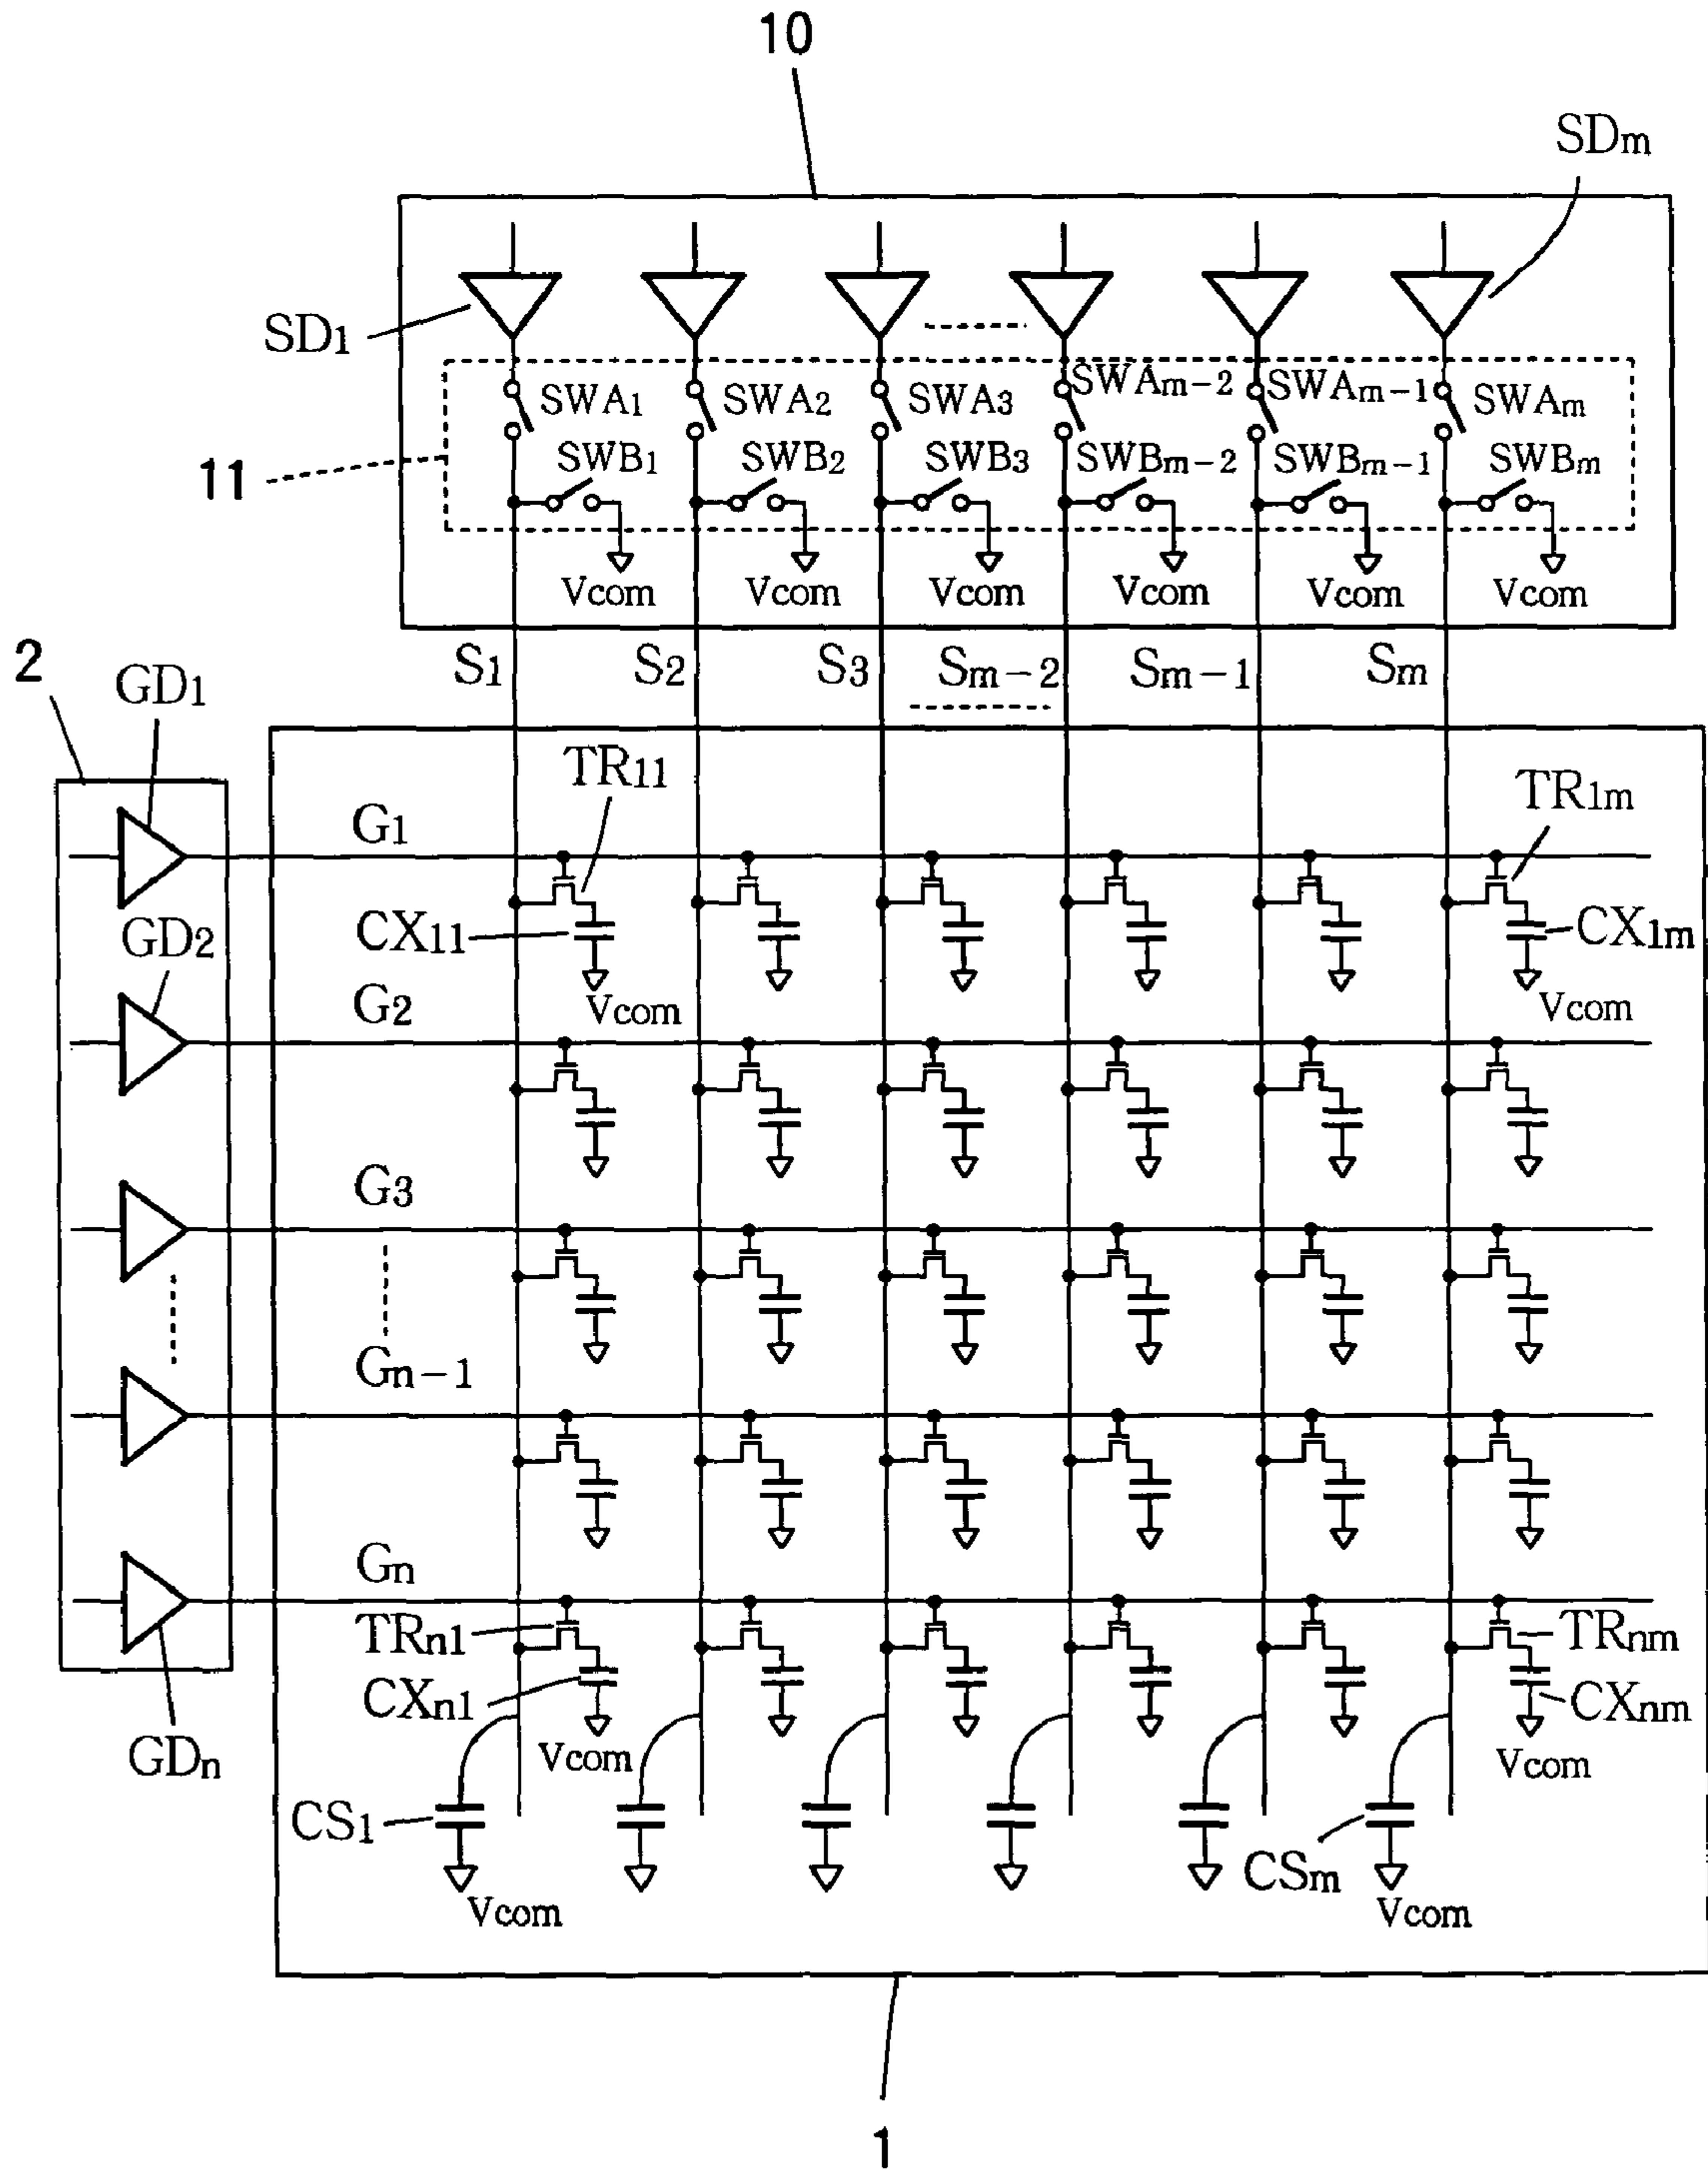 10
SDm
SD1
SWA1 SWA2 SWA3 SWAm-2 SWAm-1 SWAm
11
SWB1 SWB2 SWB3 SWBm-2 SWBm-1 SWBm
Vcom Vcom Vcom Vcom Vcom Vcom
2
S1 S2 S3 Sm-2 Sm-1 Sm
GD1
TR11
TR1m
G1
CX11
CX1m
GD2
G2
Vcom
Vcom
G3
Gn-1
Gn
TRn1
TRnm
CXn1
CXnm
GDn
Vcom
Vcom
CS1
CSm
Vcom
Vcom
1